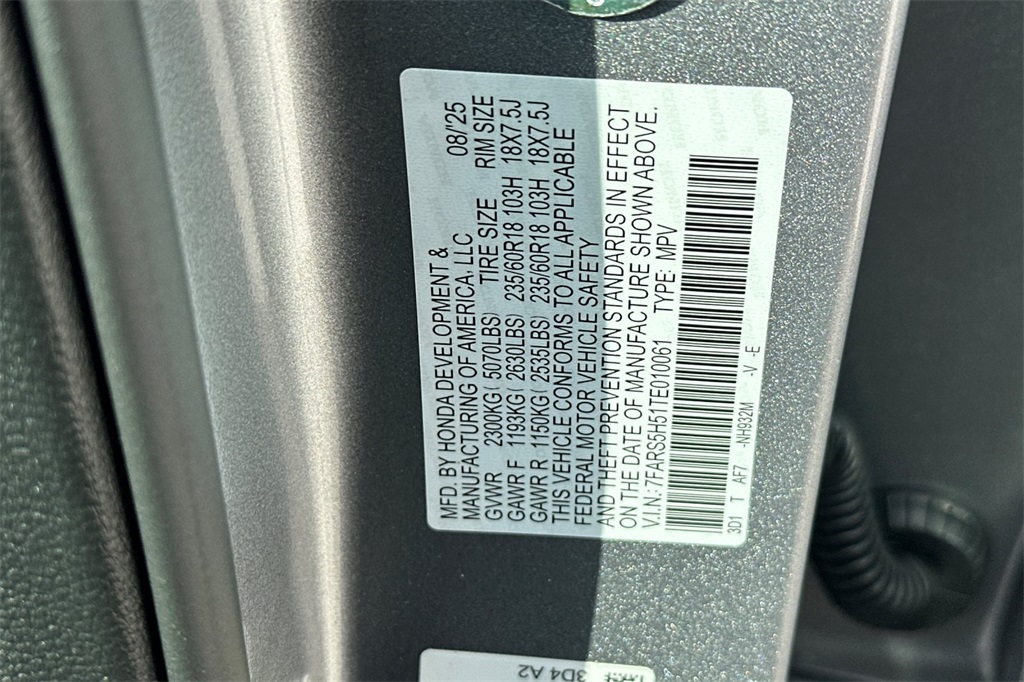 MFD. BY HONDA DEVELOPMENT & 08/'25
MANUFACTURING OF AMERICA, LLC
GVWR 2300KG( 5070LBS) TIRE SIZE RIM SIZE
GAWR F 1193KG( 2630LBS) 235/60R18 103H 18X7.5J
GAWR R 1150KG( 2535LBS) 235/60R18 103H 18X7.5J
THIS VEHICLE CONFORMS TO ALL APPLICABLE
FEDERAL MOTOR VEHICLE SAFETY
AND THEFT PREVENTION STANDARDS IN EFFECT
ON THE DATE OF MANUFACTURE SHOWN ABOVE.
V.I.N.:7FARS5H51TE010061 TYPE: MPV
3D1 T AF7 -NH932M -V -E
3D4 A2